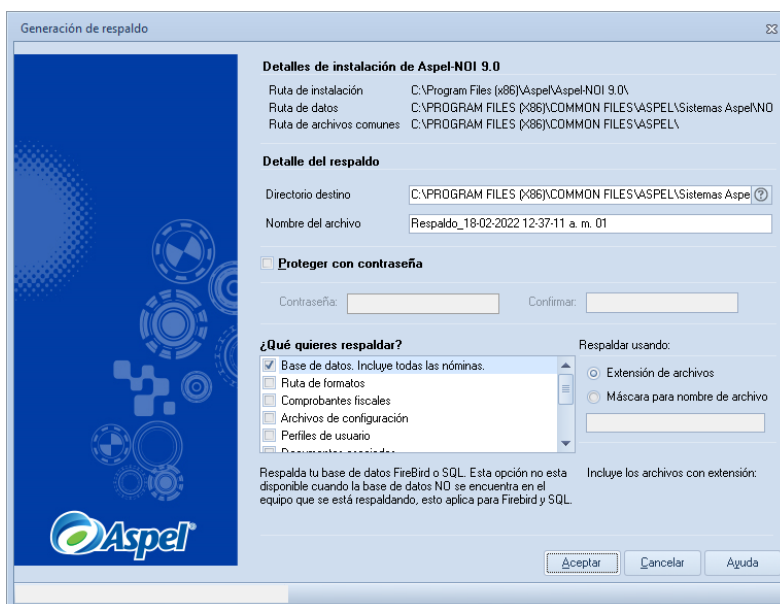 Generación de respaldo
Detalles de instalación de Aspel-NOI 9.0
Ruta de instalación C:\Program Files (x86)\Aspel\Aspel-NOI 9.0\
Ruta de datos C:\PROGRAM FILES (X86)\COMMON FILES\ASPEL\Sistemas Aspel\NO
Ruta de archivos comunes C:\PROGRAM FILES (X86)\COMMON FILES\ASPEL\
Detalle del respaldo
Directorio destino C:\PROGRAM FILES (X86)\COMMON FILES\ASPEL\Sistemas Aspe
Nombre del archivo Respaldo_18-02-2022 12-37-11 a. m. 01
Proteger con contraseña
Contraseña: Confirmar:
¿Qué quieres respaldar?
Base de datos. Incluye todas las nóminas.
Ruta de formatos
Comprobantes fiscales
Archivos de configuración
Perfiles de usuario
Respaldar usando:
Extensión de archivos
Máscara para nombre de archivo
Respalda tu base de datos FireBird o SQL. Esta opción no esta
disponible cuando la base de datos NO se encuentra en el
equipo que se está respaldando, esto aplica para Firebird y SQL.
Incluye los archivos con extensión:
Aspel
Aceptar Cancelar Ayuda